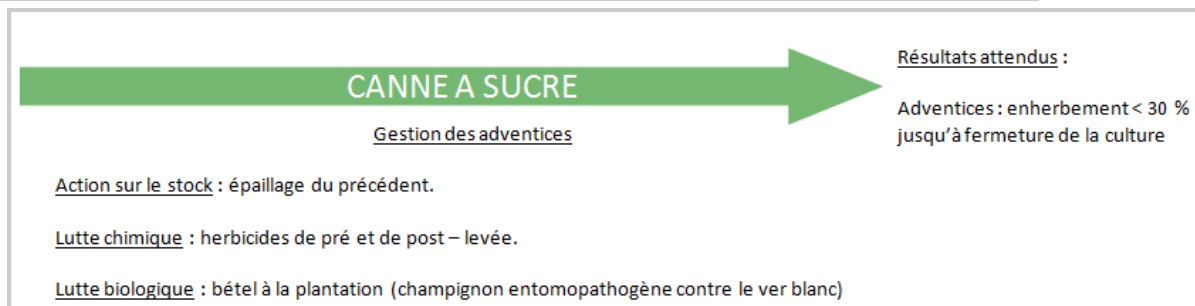 CANNE A SUCRE
Gestion des adventices
Action sur le stock : épaillage du précédent.
Lutte chimique : herbicides de pré et de post – levée.
Lutte biologique : bétel à la plantation (champignon entomopathogène contre le ver blanc)
Résultats attendus :
Adventices : enherbement < 30 %
jusqu’à fermeture de la culture